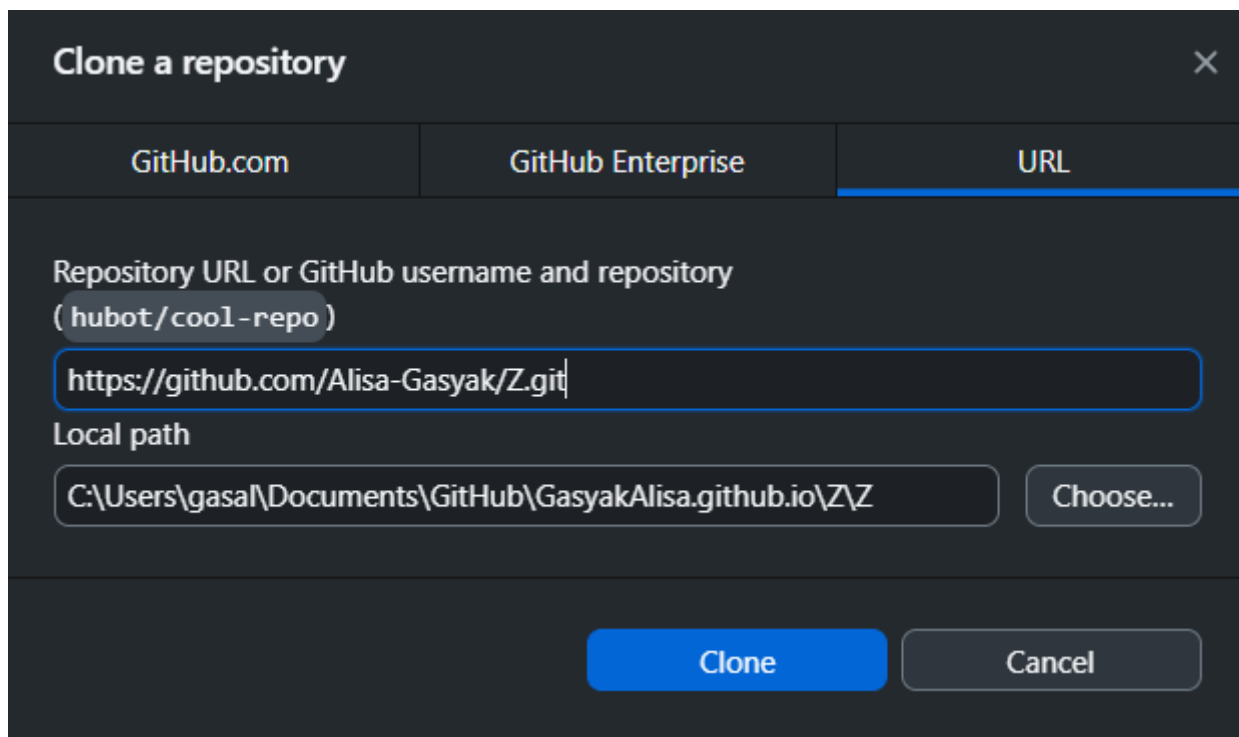 Clone a repository
GitHub.com
GitHub Enterprise
URL
Repository URL or GitHub username and repository
(hubot/cool-repo)
https://github.com/Alisa-Gasyak/Z.git
Local path
C:\Users\gasal\Documents\GitHub\GasyakAlisa.github.io\Z\Z
Choose...
Clone
Cancel